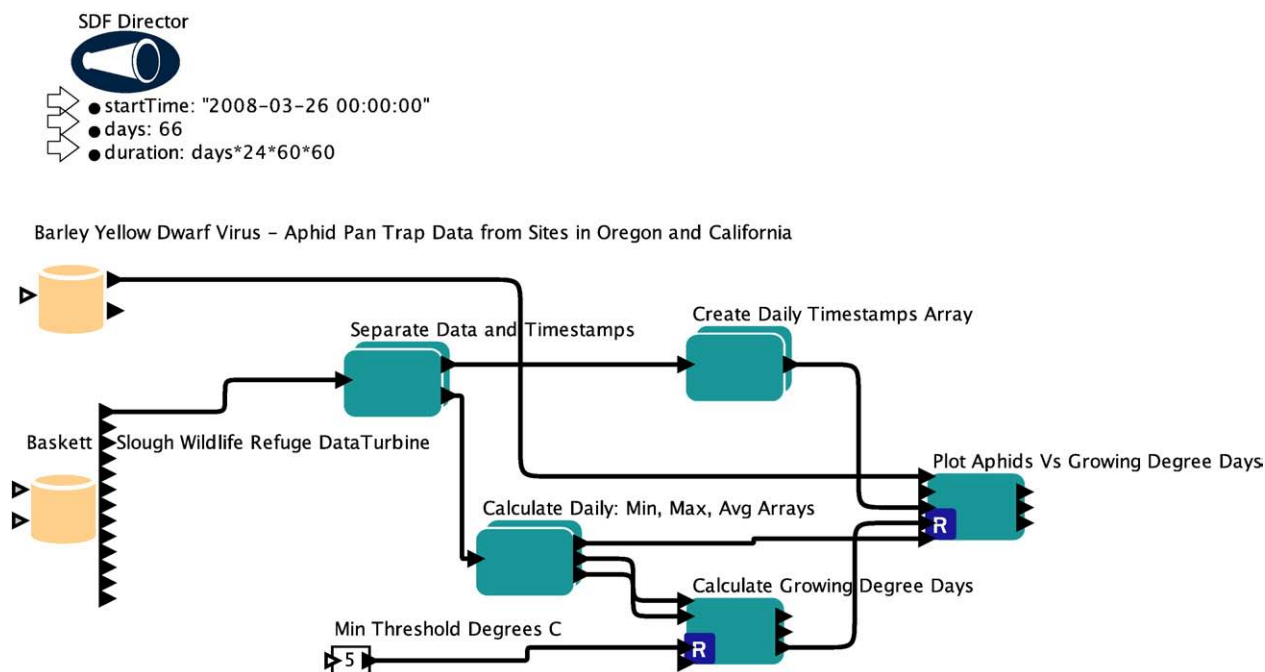 SDF Director
startTime: "2008-03-26 00:00:00"
days: 66
duration: days*24*60*60
Barley Yellow Dwarf Virus - Aphid Pan Trap Data from Sites in Oregon and California
Separate Data and Timestamps
Create Daily Timestamps Array
Baskett Slough Wildlife Refuge DataTurbine
Plot Aphids Vs Growing Degree Days
R
Calculate Daily: Min, Max, Avg Arrays
Calculate Growing Degree Days
R
Min Threshold Degrees C
5